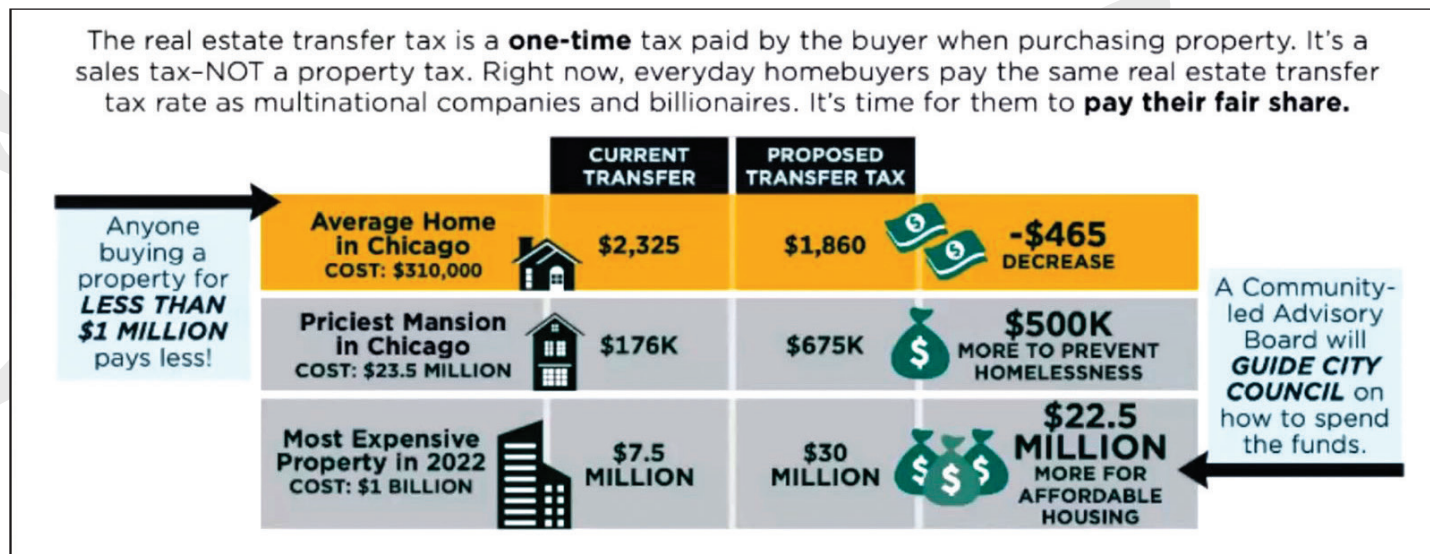 The real estate transfer tax is a one-time tax paid by the buyer when purchasing property. It's a
sales tax–NOT a property tax. Right now, everyday homebuyers pay the same real estate transfer
tax rate as multinational companies and billionaires. It's time for them to pay their fair share.
CURRENT
TRANSFER
PROPOSED
TRANSFER TAX
Anyone
buying a
property for
LESS THAN
$1 MILLION
pays less!
Average Home
in Chicago
COST: $310,000
$2,325
$1,860
-$465
DECREASE
Priciest Mansion
in Chicago
COST: $23.5 MILLION
$176K
$675K
$500K
MORE TO PREVENT
HOMELESSNESS
Most Expensive
Property in 2022
COST: $1 BILLION
$7.5
MILLION
$30
MILLION
$22.5
MILLION
MORE FOR
AFFORDABLE
HOUSING
A Community-
led Advisory
Board will
GUIDE CITY
COUNCIL on
how to spend
the funds.